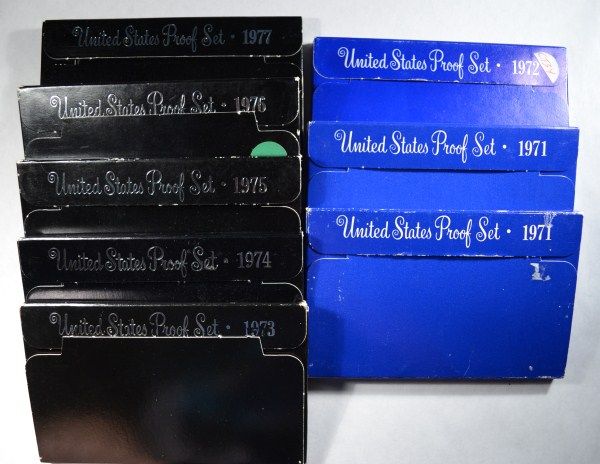 United States Proof Set · 1977
United States Proof Set · 1976
United States Proof Set · 1975
United States Proof Set · 1974
United States Proof Set · 1973
United States Proof Set · 1972
United States Proof Set · 1971
United States Proof Set · 1971